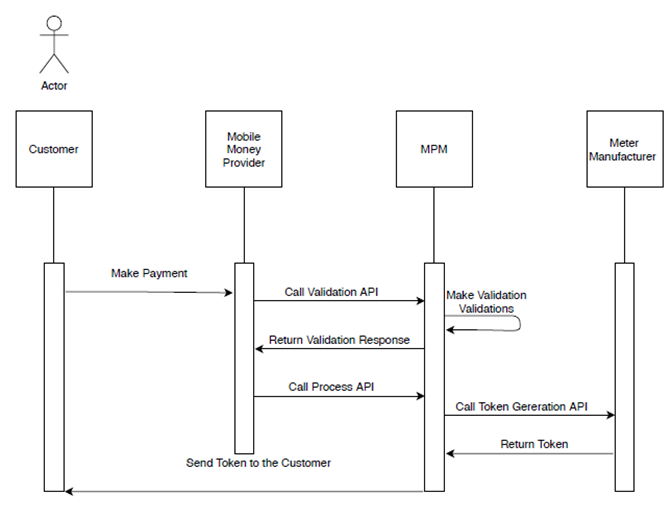 Actor
Customer
Mobile
Money
Provider
MPM
Meter
Manufacturer
Make Payment
Call Validation API
Make Validation
Validations
Return Validation Response
Call Process API
Call Token Gereration API
Return Token
Send Token to the Customer